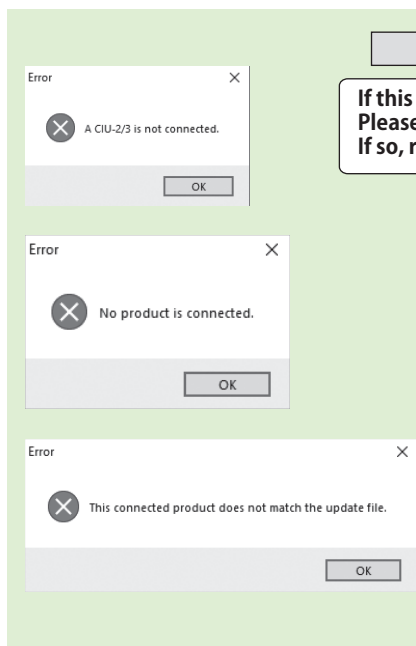 Error
A CIU-2/3 is not connected.
OK
If this
Please
If so,
Error
No product is connected.
OK
Error
This connected product does not match the update file.
OK